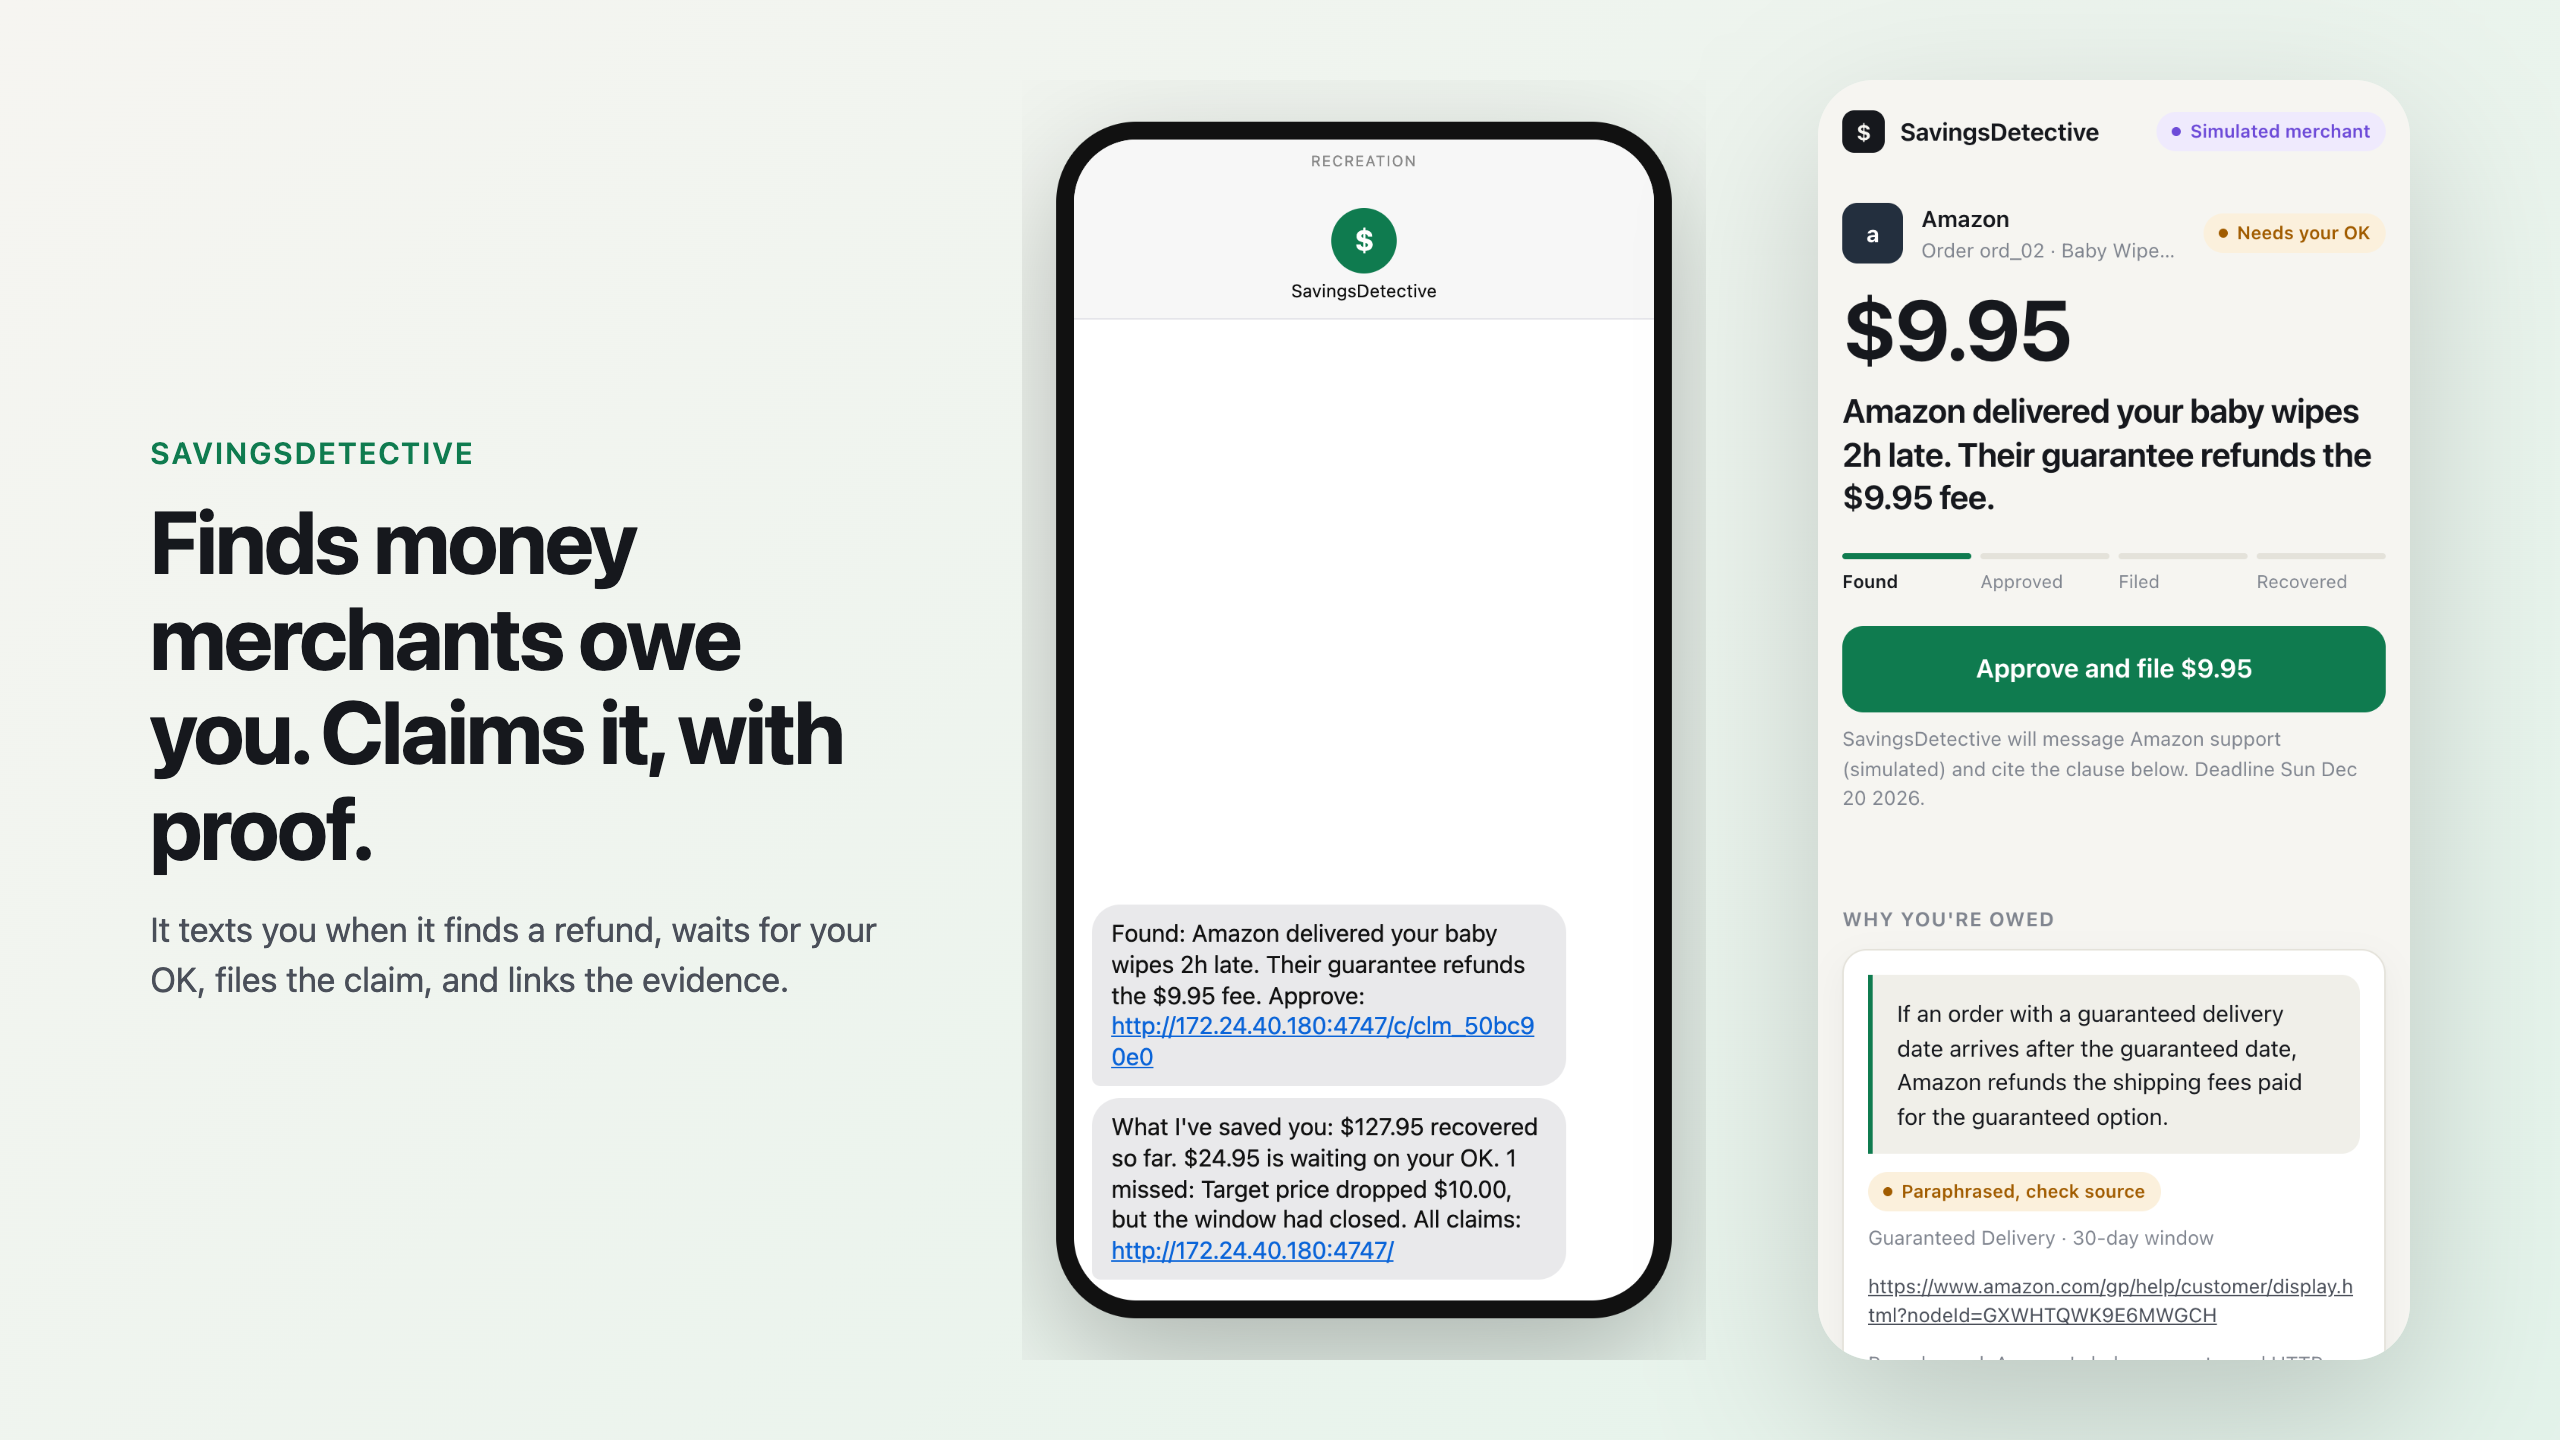 SAVINGSDETECTIVE
Finds money
merchants owe
you. Claims it, with
proof.
It texts you when it finds a refund, waits for your
OK, files the claim, and links the evidence.
RECREATION
$
SavingsDetective
Found: Amazon delivered your baby
wipes 2h late. Their guarantee refunds
the $9.95 fee. Approve:
http://172.24.40.180:4747/c/clm_50bc9
0e0
What I've saved you: $127.95 recovered
so far. $24.95 is waiting on your OK. 1
missed: Target price dropped $10.00,
but the window had closed. All claims:
http://172.24.40.180:4747/
$ SavingsDetective
Simulated merchant
a
Amazon
Order ord_02 · Baby Wipe...
Needs your OK
$9.95
Amazon delivered your baby wipes
2h late. Their guarantee refunds the
$9.95 fee.
Found Approved Filed Recovered
Approve and file $9.95
SavingsDetective will message Amazon support
(simulated) and cite the clause below. Deadline Sun Dec
20 2026.
WHY YOU'RE OWED
If an order with a guaranteed delivery
date arrives after the guaranteed date,
Amazon refunds the shipping fees paid
for the guaranteed option.
Paraphrased, check source
Guaranteed Delivery · 30-day window
https://www.amazon.com/gp/help/customer/display.h
tml?nodeId=GXWHTQWK9E6MWGCH